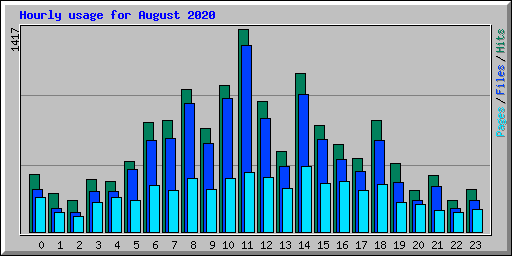 Hourly usage for August 2020
1417
Pages / Files / Hits
0 1 2 3 4 5 6 7 8 9 10 11 12 13 14 15 16 17 18 19 20 21 22 23